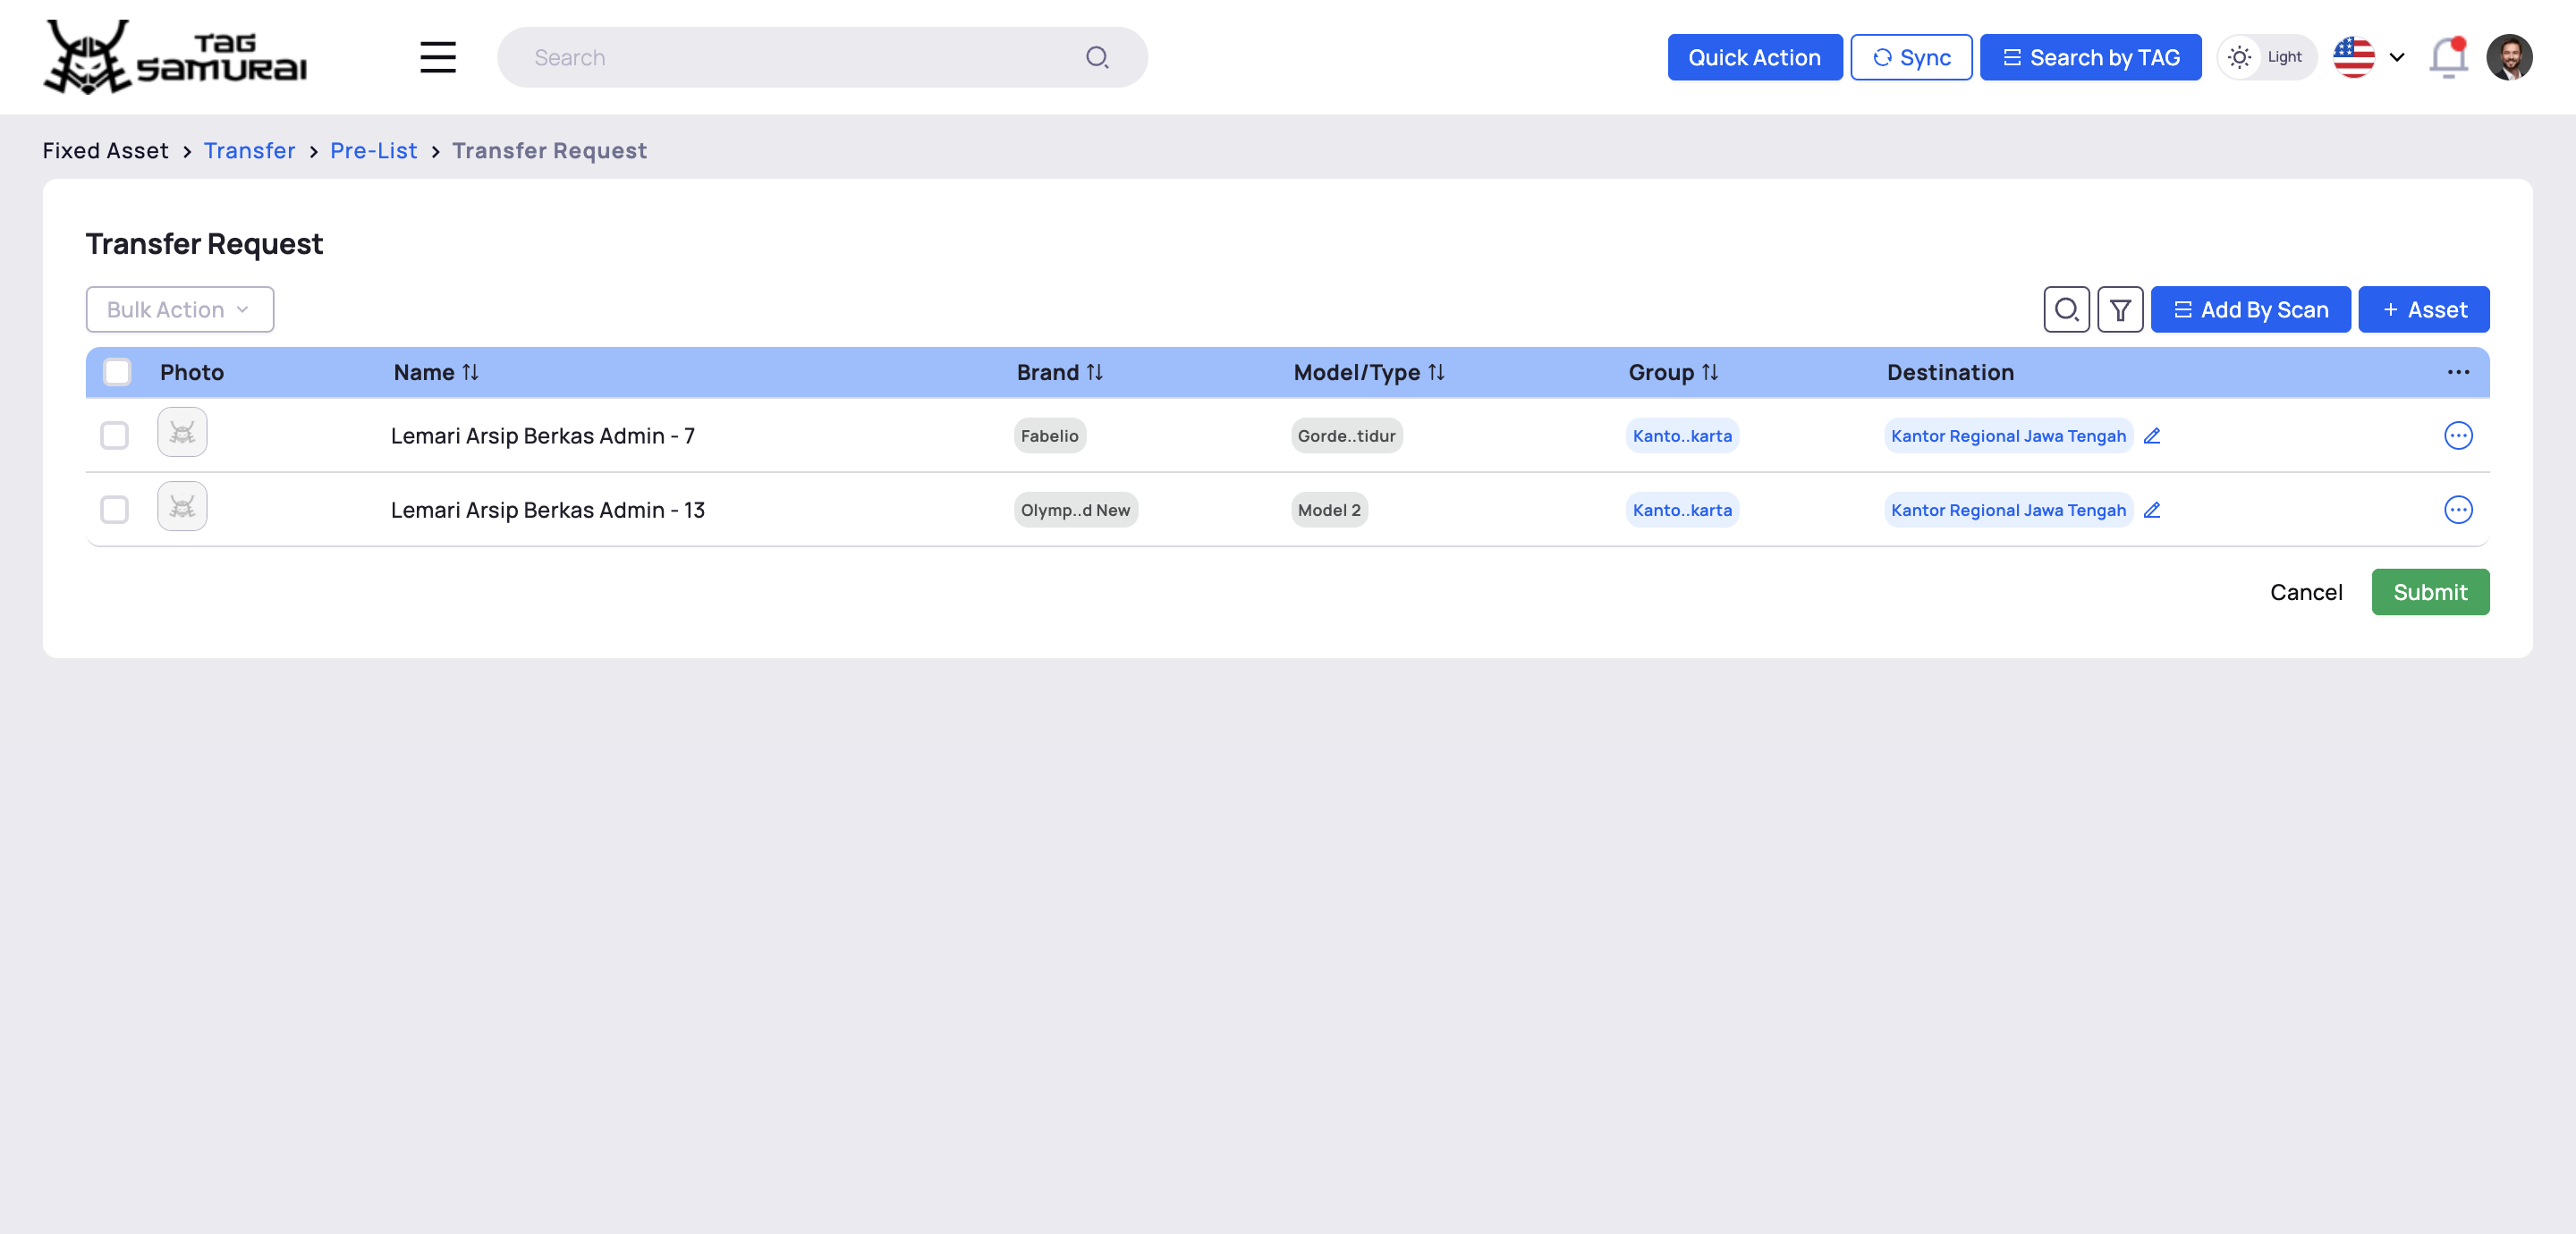 TAG SAMURAI
Search
Quick Action
Sync
Search by TAG
Light
Fixed Asset > Transfer > Pre-List > Transfer Request
Transfer Request
Bulk Action
Add By Scan
+ Asset
Photo Name Brand Model/Type Group Destination ...
Lemari Arsip Berkas Admin - 7 Fabelio Gorde..tidur Kanto..karta Kantor Regional Jawa Tengah
Lemari Arsip Berkas Admin - 13 Olymp..d New Model 2 Kanto..karta Kantor Regional Jawa Tengah
Cancel
Submit